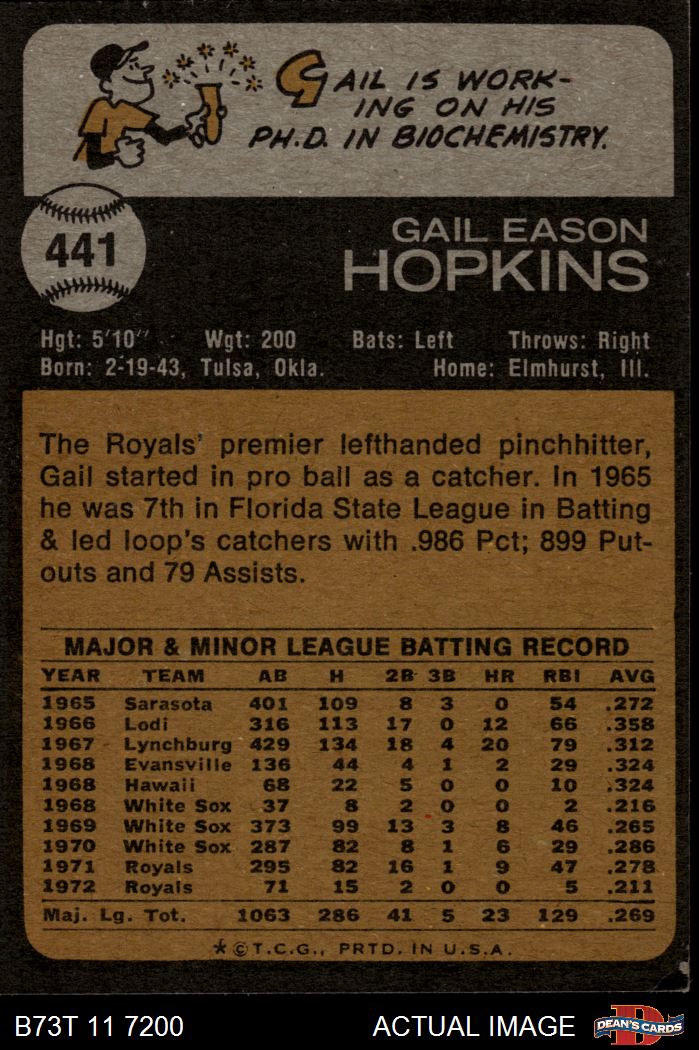 GAIL IS WORK-
ING ON HIS
PH.D. IN BIOCHEMISTRY.
441
GAIL EASON
HOPKINS
Hgt: 5'10" Wgt: 200 Bats: Left Throws: Right
Born: 2-19-43, Tulsa, Okla. Home: Elmhurst, Ill.
The Royals' premier lefthanded pinchhitter,
Gail started in pro ball as a catcher. In 1965
he was 7th in Florida State League in Batting
& led loop's catchers with .986 Pct; 899 Put-
outs and 79 Assists.
MAJOR & MINOR LEAGUE BATTING RECORD
YEAR TEAM AB H 2B 3B HR RBI AVG
1965 Sarasota 401 109 8 3 0 54 .272
1966 Lodi 316 113 17 0 12 66 .358
1967 Lynchburg 429 134 18 4 20 79 .312
1968 Evansville 136 44 4 1 2 29 .324
1968 Hawaii 68 22 5 0 0 10 .324
1968 White Sox 37 8 2 0 0 2 .216
1969 White Sox 373 99 13 3 8 46 .265
1970 White Sox 287 82 8 1 6 29 .286
1971 Royals 295 82 16 1 9 47 .278
1972 Royals 71 15 2 0 0 5 .211
Maj. Lg. Tot. 1063 286 41 5 23 129 .269
*©T.C.G., PRTD. IN U.S.A.
B73T 11 7200 ACTUAL IMAGE D DEAN'S CARDS